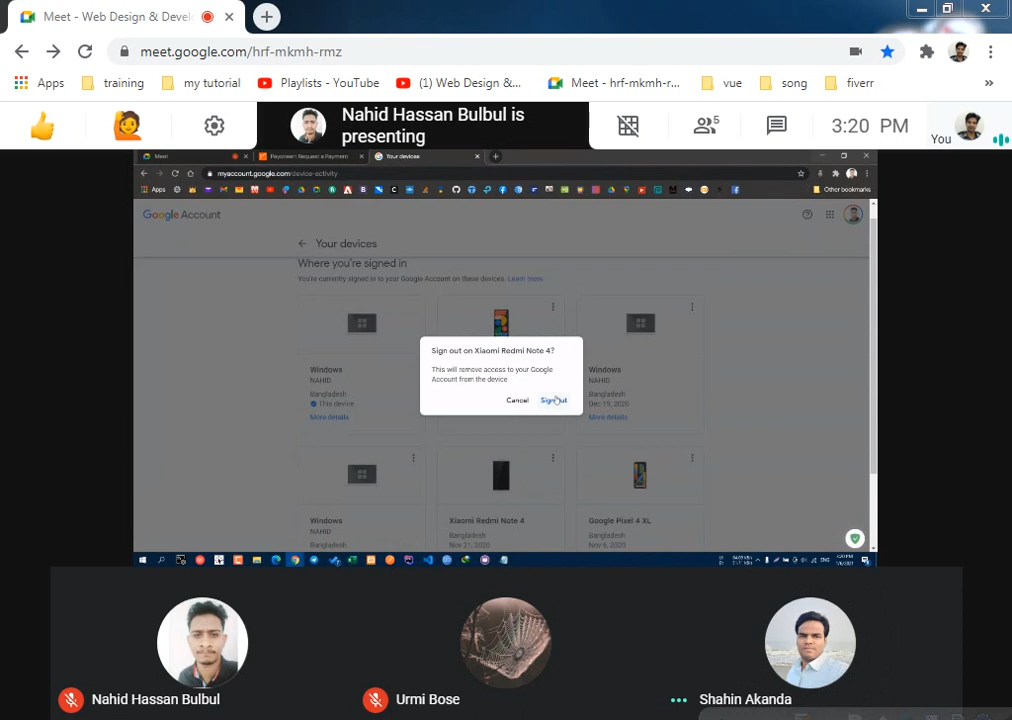 Meet - Web Design & Devel
meet.google.com/hrf-mkmh-rmz
Apps training my tutorial Playlists - YouTube (1) Web Design &... Meet - hrf-mkmh-r... vue song fiverr »
Nahid Hassan Bulbul is
presenting
5
3:20 PM
You
Meet Payoneer: Request a Payment Your devices
myaccount.google.com/device-activity
Apps Other bookmarks
Google Account
Your devices
Where you're signed in
You're currently signed in to your Google Account on these devices. Learn more
Sign out on Xiaomi Redmi Note 4?
This will remove access to your Google
Account from the device
Cancel Sign out
Windows
NAHID
Bangladesh
This device
More details
Windows
NAHID
Bangladesh
Dec 19, 2020
More details
Windows
NAHID
Bangladesh
Xiaomi Redmi Note 4
Bangladesh
Nov 21, 2020
Google Pixel 4 XL
Bangladesh
Nov 6, 2020
ENG
Nahid Hassan Bulbul
Urmi Bose
Shahin Akanda